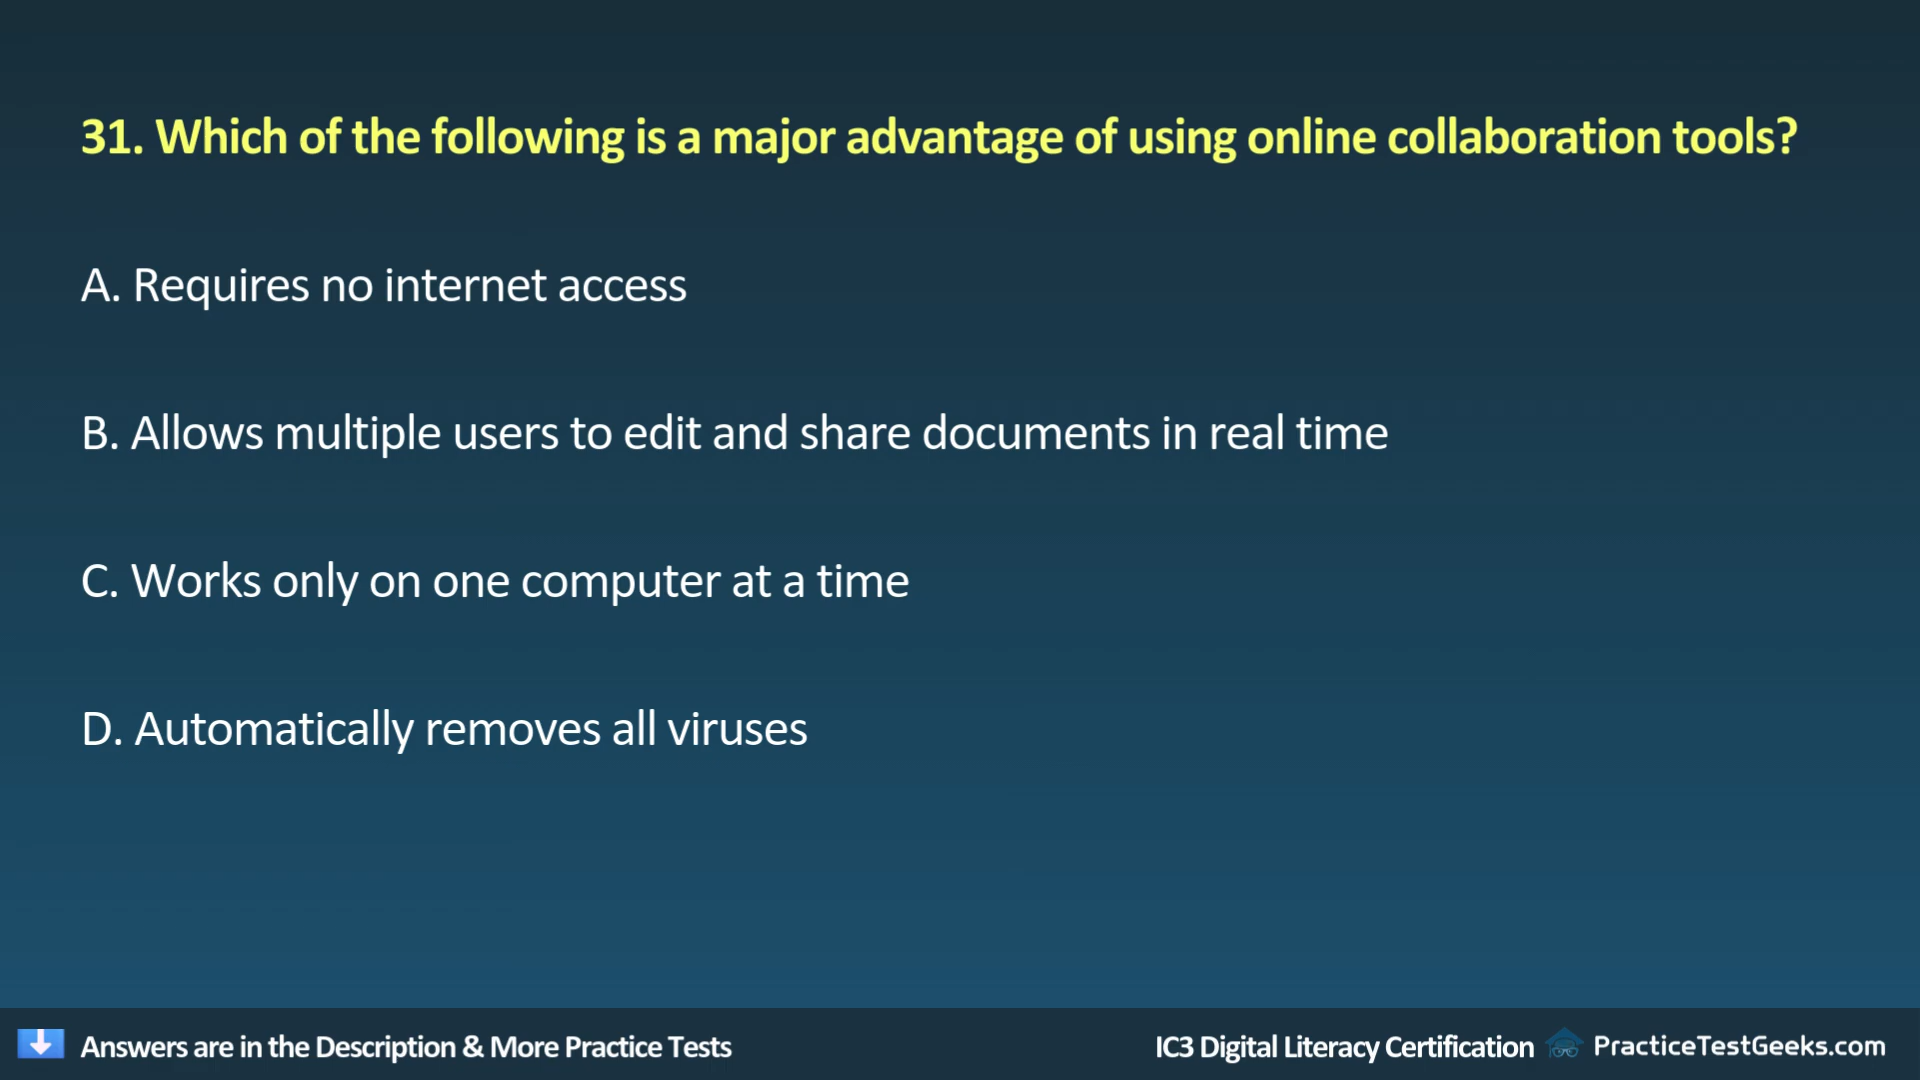 31. Which of the following is a major advantage of using online collaboration tools?
A. Requires no internet access
B. Allows multiple users to edit and share documents in real time
C. Works only on one computer at a time
D. Automatically removes all viruses
Answers are in the Description & More Practice Tests
IC3 Digital Literacy Certification
PracticeTestGeeks.com